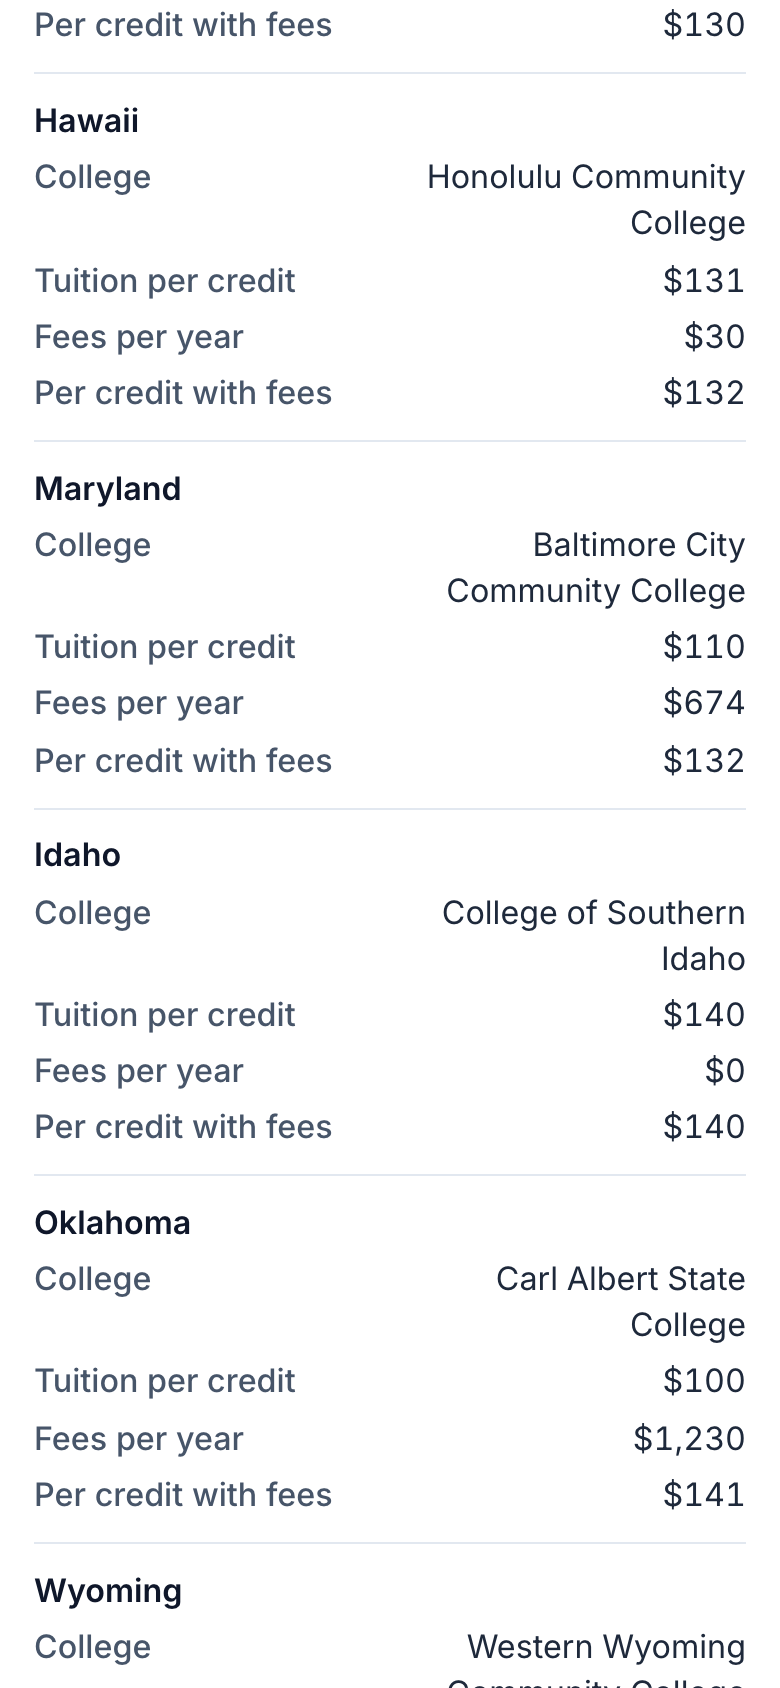 Per credit with fees $130
Hawaii
College Honolulu Community
College
Tuition per credit $131
Fees per year $30
Per credit with fees $132
Maryland
College Baltimore City
Community College
Tuition per credit $110
Fees per year $674
Per credit with fees $132
Idaho
College College of Southern
Idaho
Tuition per credit $140
Fees per year $0
Per credit with fees $140
Oklahoma
College Carl Albert State
College
Tuition per credit $100
Fees per year $1,230
Per credit with fees $141
Wyoming
College Western Wyoming
Community College